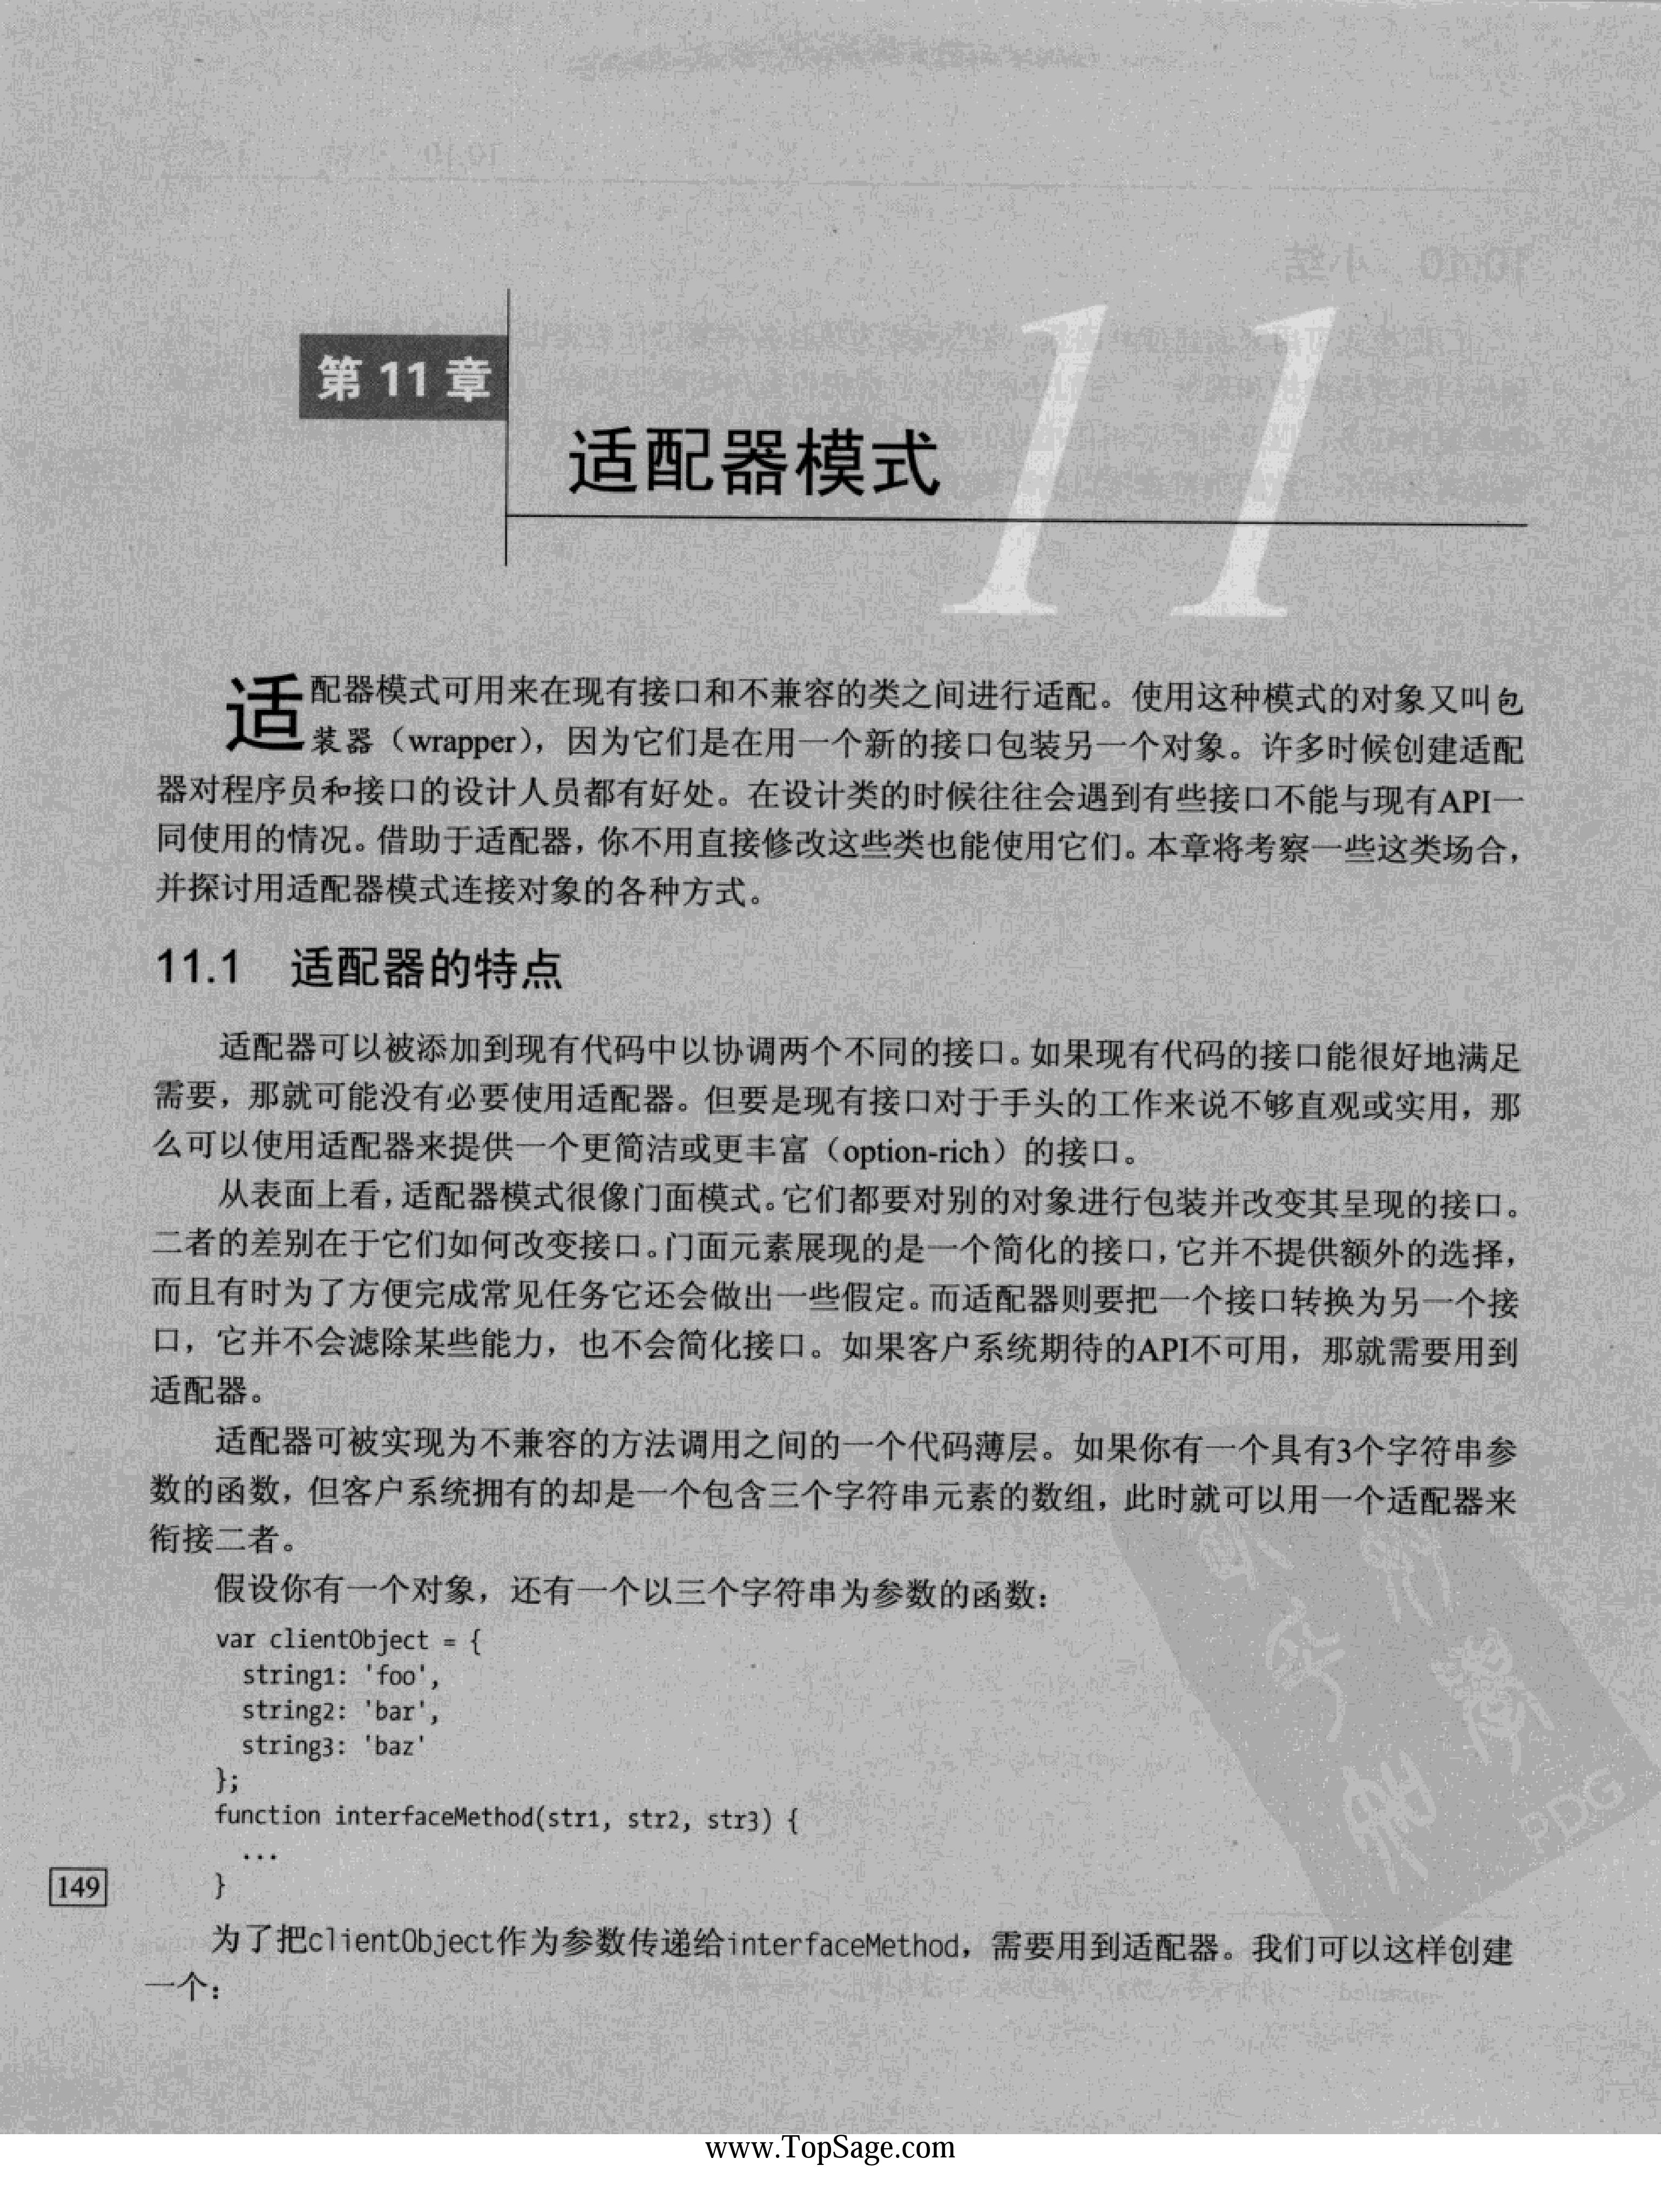 第 11 章
适配器模式
11
适配器模式可用来在现有接口和不兼容的类之间进行适配。使用这种模式的对象又叫包
装器（wrapper），因为它们是在用一个新的接口包装另一个对象。许多时候创建适配
器对程序员和接口的设计人员都有好处。在设计类的时候往往会遇到有些接口不能与现有API一
同使用的情况。借助于适配器，你不用直接修改这些类也能使用它们。本章将考察一些这类场合，
并探讨用适配器模式连接对象的各种方式。
11.1 适配器的特点
适配器可以被添加到现有代码中以协调两个不同的接口。如果现有代码的接口能很好地满足
需要，那就可能没有必要使用适配器。但要是现有接口对于手头的工作来说不够直观或实用，那
么可以使用适配器来提供一个更简洁或更丰富（option-rich）的接口。
从表面上看，适配器模式很像门面模式。它们都要对别的对象进行包装并改变其呈现的接口。
二者的差别在于它们如何改变接口。门面元素展现的是一个简化的接口，它并不提供额外的选择，
而且有时为了方便完成常见任务它还会做出一些假定。而适配器则要把一个接口转换为另一个接
口，它并不会滤除某些能力，也不会简化接口。如果客户系统期待的API不可用，那就需要用到
适配器。
适配器可被实现为不兼容的方法调用之间的一个代码薄层。如果你有一个具有3个字符串参
数的函数，但客户系统拥有的却是一个包含三个字符串元素的数组，此时就可以用一个适配器来
衔接二者。
假设你有一个对象，还有一个以三个字符串为参数的函数：
var clientObject = {
string1: 'foo',
string2: 'bar',
string3: 'baz'
};
function interfaceMethod(str1, str2, str3) {
...
}
149
为了把clientObject作为参数传递给interfaceMethod，需要用到适配器。我们可以这样创建
一个：
PDG
www.TopSage.com